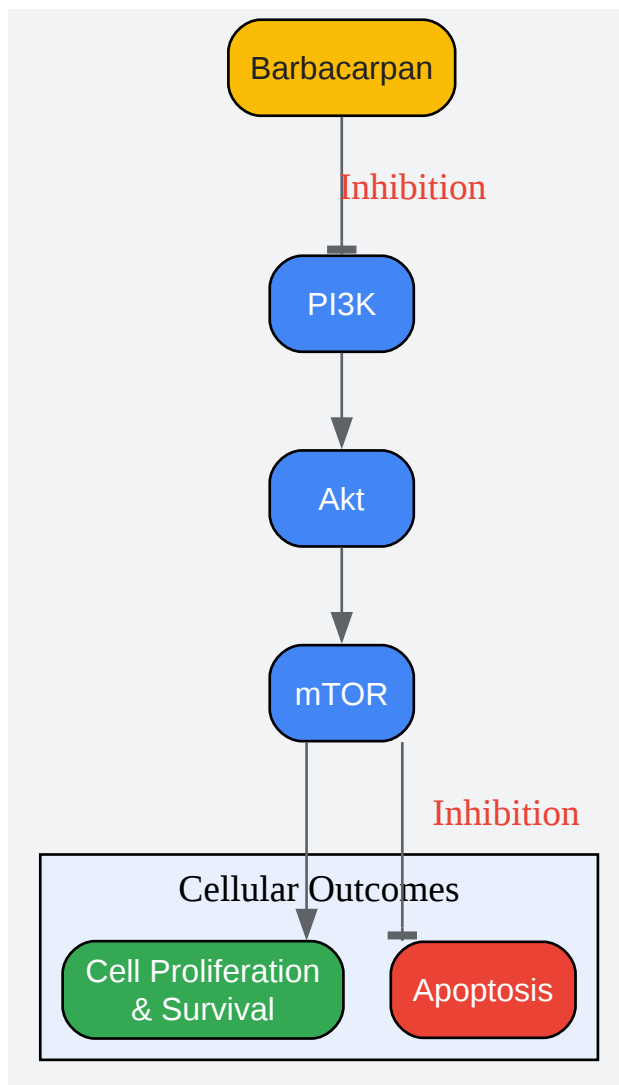 Barbacarpan
Inhibition
PI3K
Akt
mTOR
Inhibition
Cellular Outcomes
Cell Proliferation
& Survival
Apoptosis